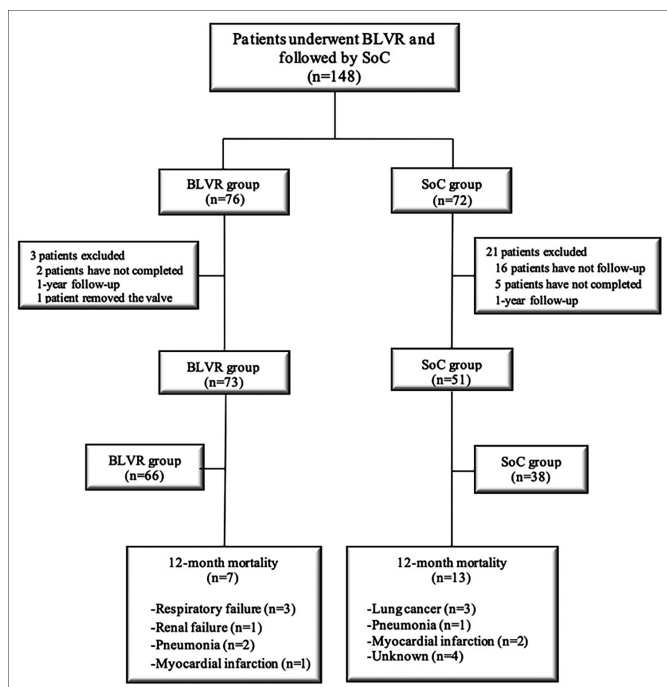 Patients underwent BLVR and
followed by SoC
(n=148)
BLVR group
(n=76)
SoC group
(n=72)
3 patients excluded
2 patients have not completed
1-year follow-up
1 patient removed the valve
21 patients excluded
16 patients have not follow-up
5 patients have not completed
1-year follow-up
BLVR group
(n=73)
SoC group
(n=51)
BLVR group
(n=66)
SoC group
(n=38)
12-month mortality
(n=7)
-Respiratory failure (n=3)
-Renal failure (n=1)
-Pneumonia (n=2)
-Myocardial infarction (n=1)
12-month mortality
(n=13)
-Lung cancer (n=3)
-Pneumonia (n=1)
-Myocardial infarction (n=2)
-Unknown (n=4)